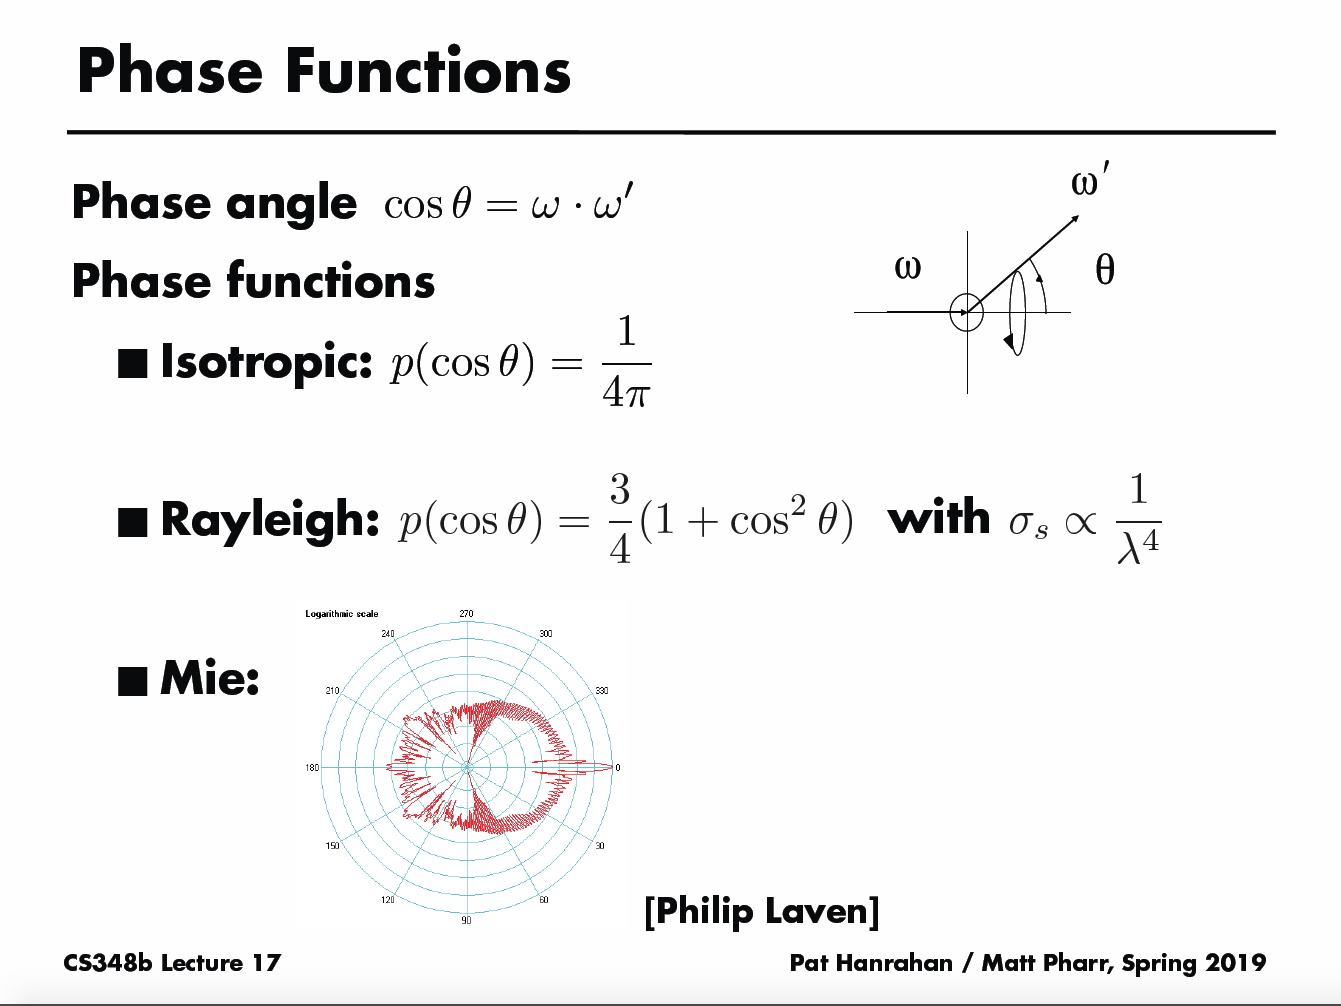 Phase Functions
Phase angle cos θ = ω · ω′
Phase functions
■ Isotropic: p(cos θ) = 1/4π
ω
ω′
θ
■ Rayleigh: p(cos θ) = 3/4(1 + cos² θ) with σₛ ∝ 1/λ⁴
■ Mie:
Logarithmic scale
270
240
300
210
330
180
0
150
30
120
60
90
[Philip Laven]
CS348b Lecture 17
Pat Hanrahan / Matt Pharr, Spring 2019